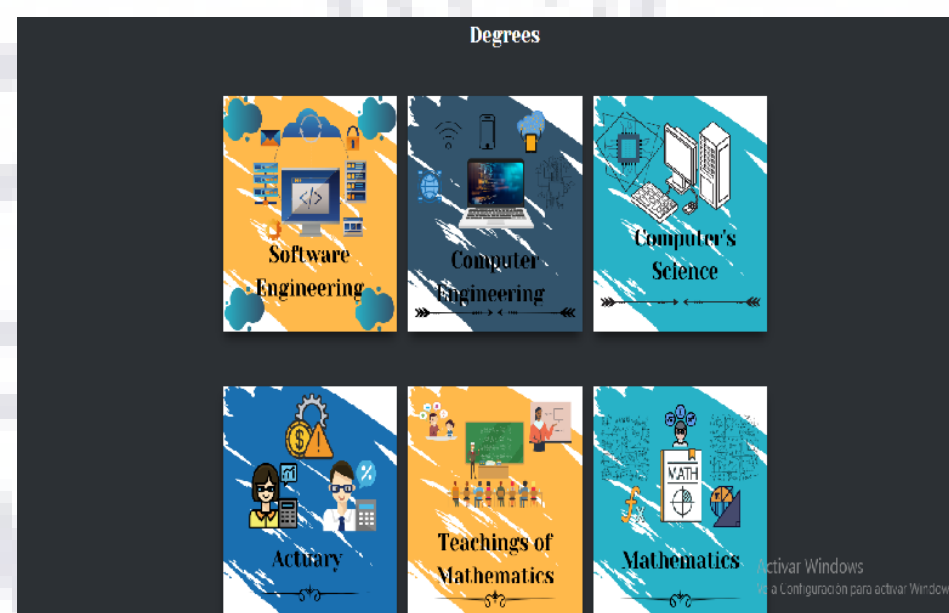 Degrees
</>
Software
Engineering
Computer
Engineering
Computer's
Science
Actuary
Teachings of
Mathematics
MATH
Mathematics
Activar Windows
Ve a Configuración para activar Window